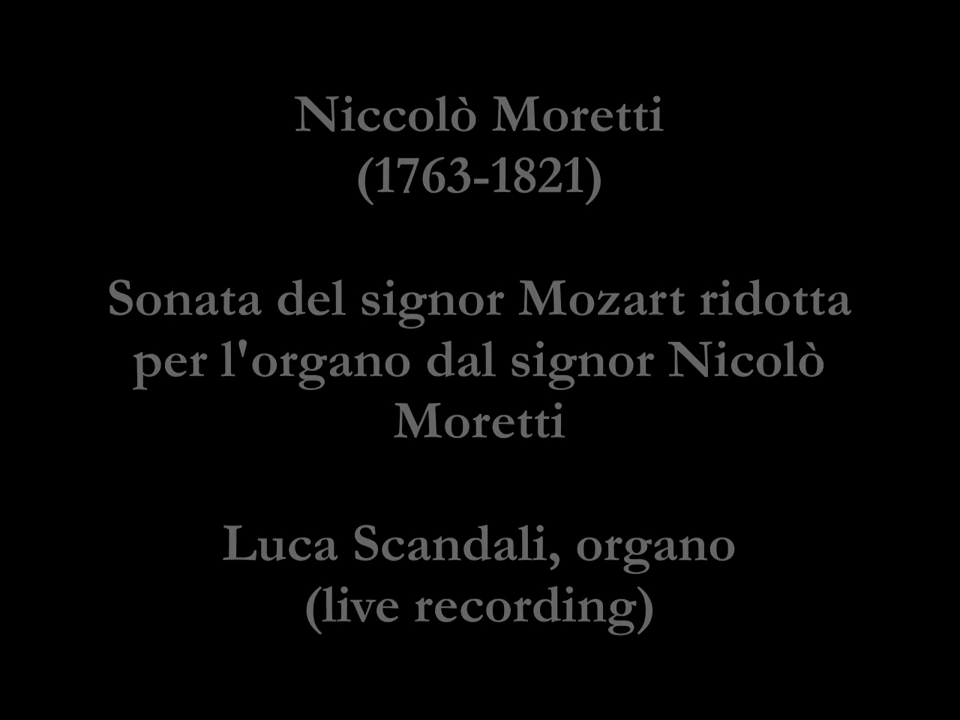 Niccolò Moretti
(1763-1821)
Sonata del signor Mozart ridotta
per l'organo dal signor Nicolò
Moretti
Luca Scandali, organo
(live recording)